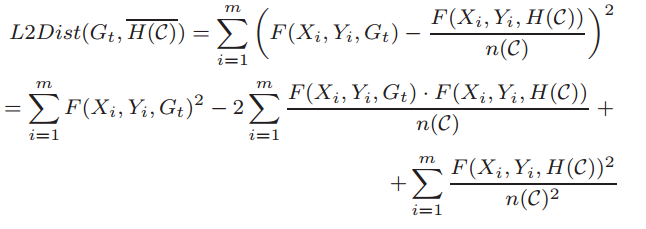 $L2Dist(G_t, \overline{H(\mathcal{C})}) = \sum_{i=1}^{m} \left( F(X_i, Y_i, G_t) - \frac{F(X_i, Y_i, H(\mathcal{C}))}{n(\mathcal{C})} \right)^2$
$= \sum_{i=1}^{m} F(X_i, Y_i, G_t)^2 - 2 \sum_{i=1}^{m} \frac{F(X_i, Y_i, G_t) \cdot F(X_i, Y_i, H(\mathcal{C}))}{n(\mathcal{C})} +$
$+ \sum_{i=1}^{m} \frac{F(X_i, Y_i, H(\mathcal{C}))^2}{n(\mathcal{C})^2}$